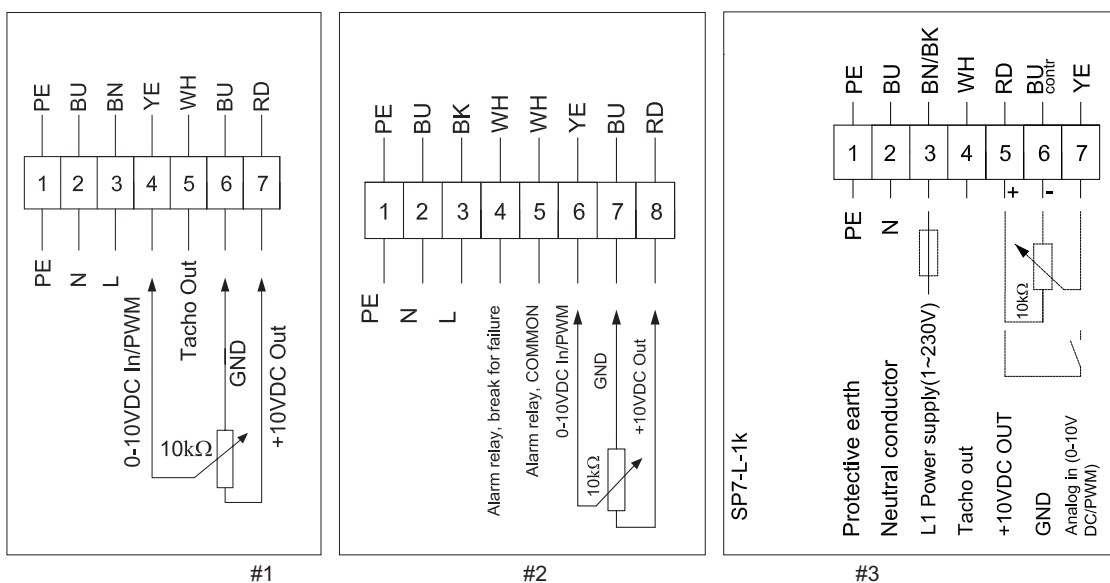 PE
BU
BN
YE
WH
BU
RD
1 2 3 4 5 6 7
PE
N
L
0-10VDC In/PWM
Tacho Out
GND
+10VDC Out
10kΩ
#1
PE
BU
BK
WH
WH
YE
BU
RD
1 2 3 4 5 6 7 8
PE
N
L
Alarm relay, break for failure
Alarm relay, COMMON
0-10VDC In/PWM
GND
+10VDC Out
10kΩ
#2
PE
BU
BN/BK
WH
RD
BU
contr
YE
1 2 3 4 5 6 7
+ -
PE
N
10kΩ
SP7-L-1k
Protective earth
Neutral conductor
L1 Power supply(1~230V)
Tacho out
+10VDC OUT
GND
Analog in (0-10V
DC/PWM)
#3